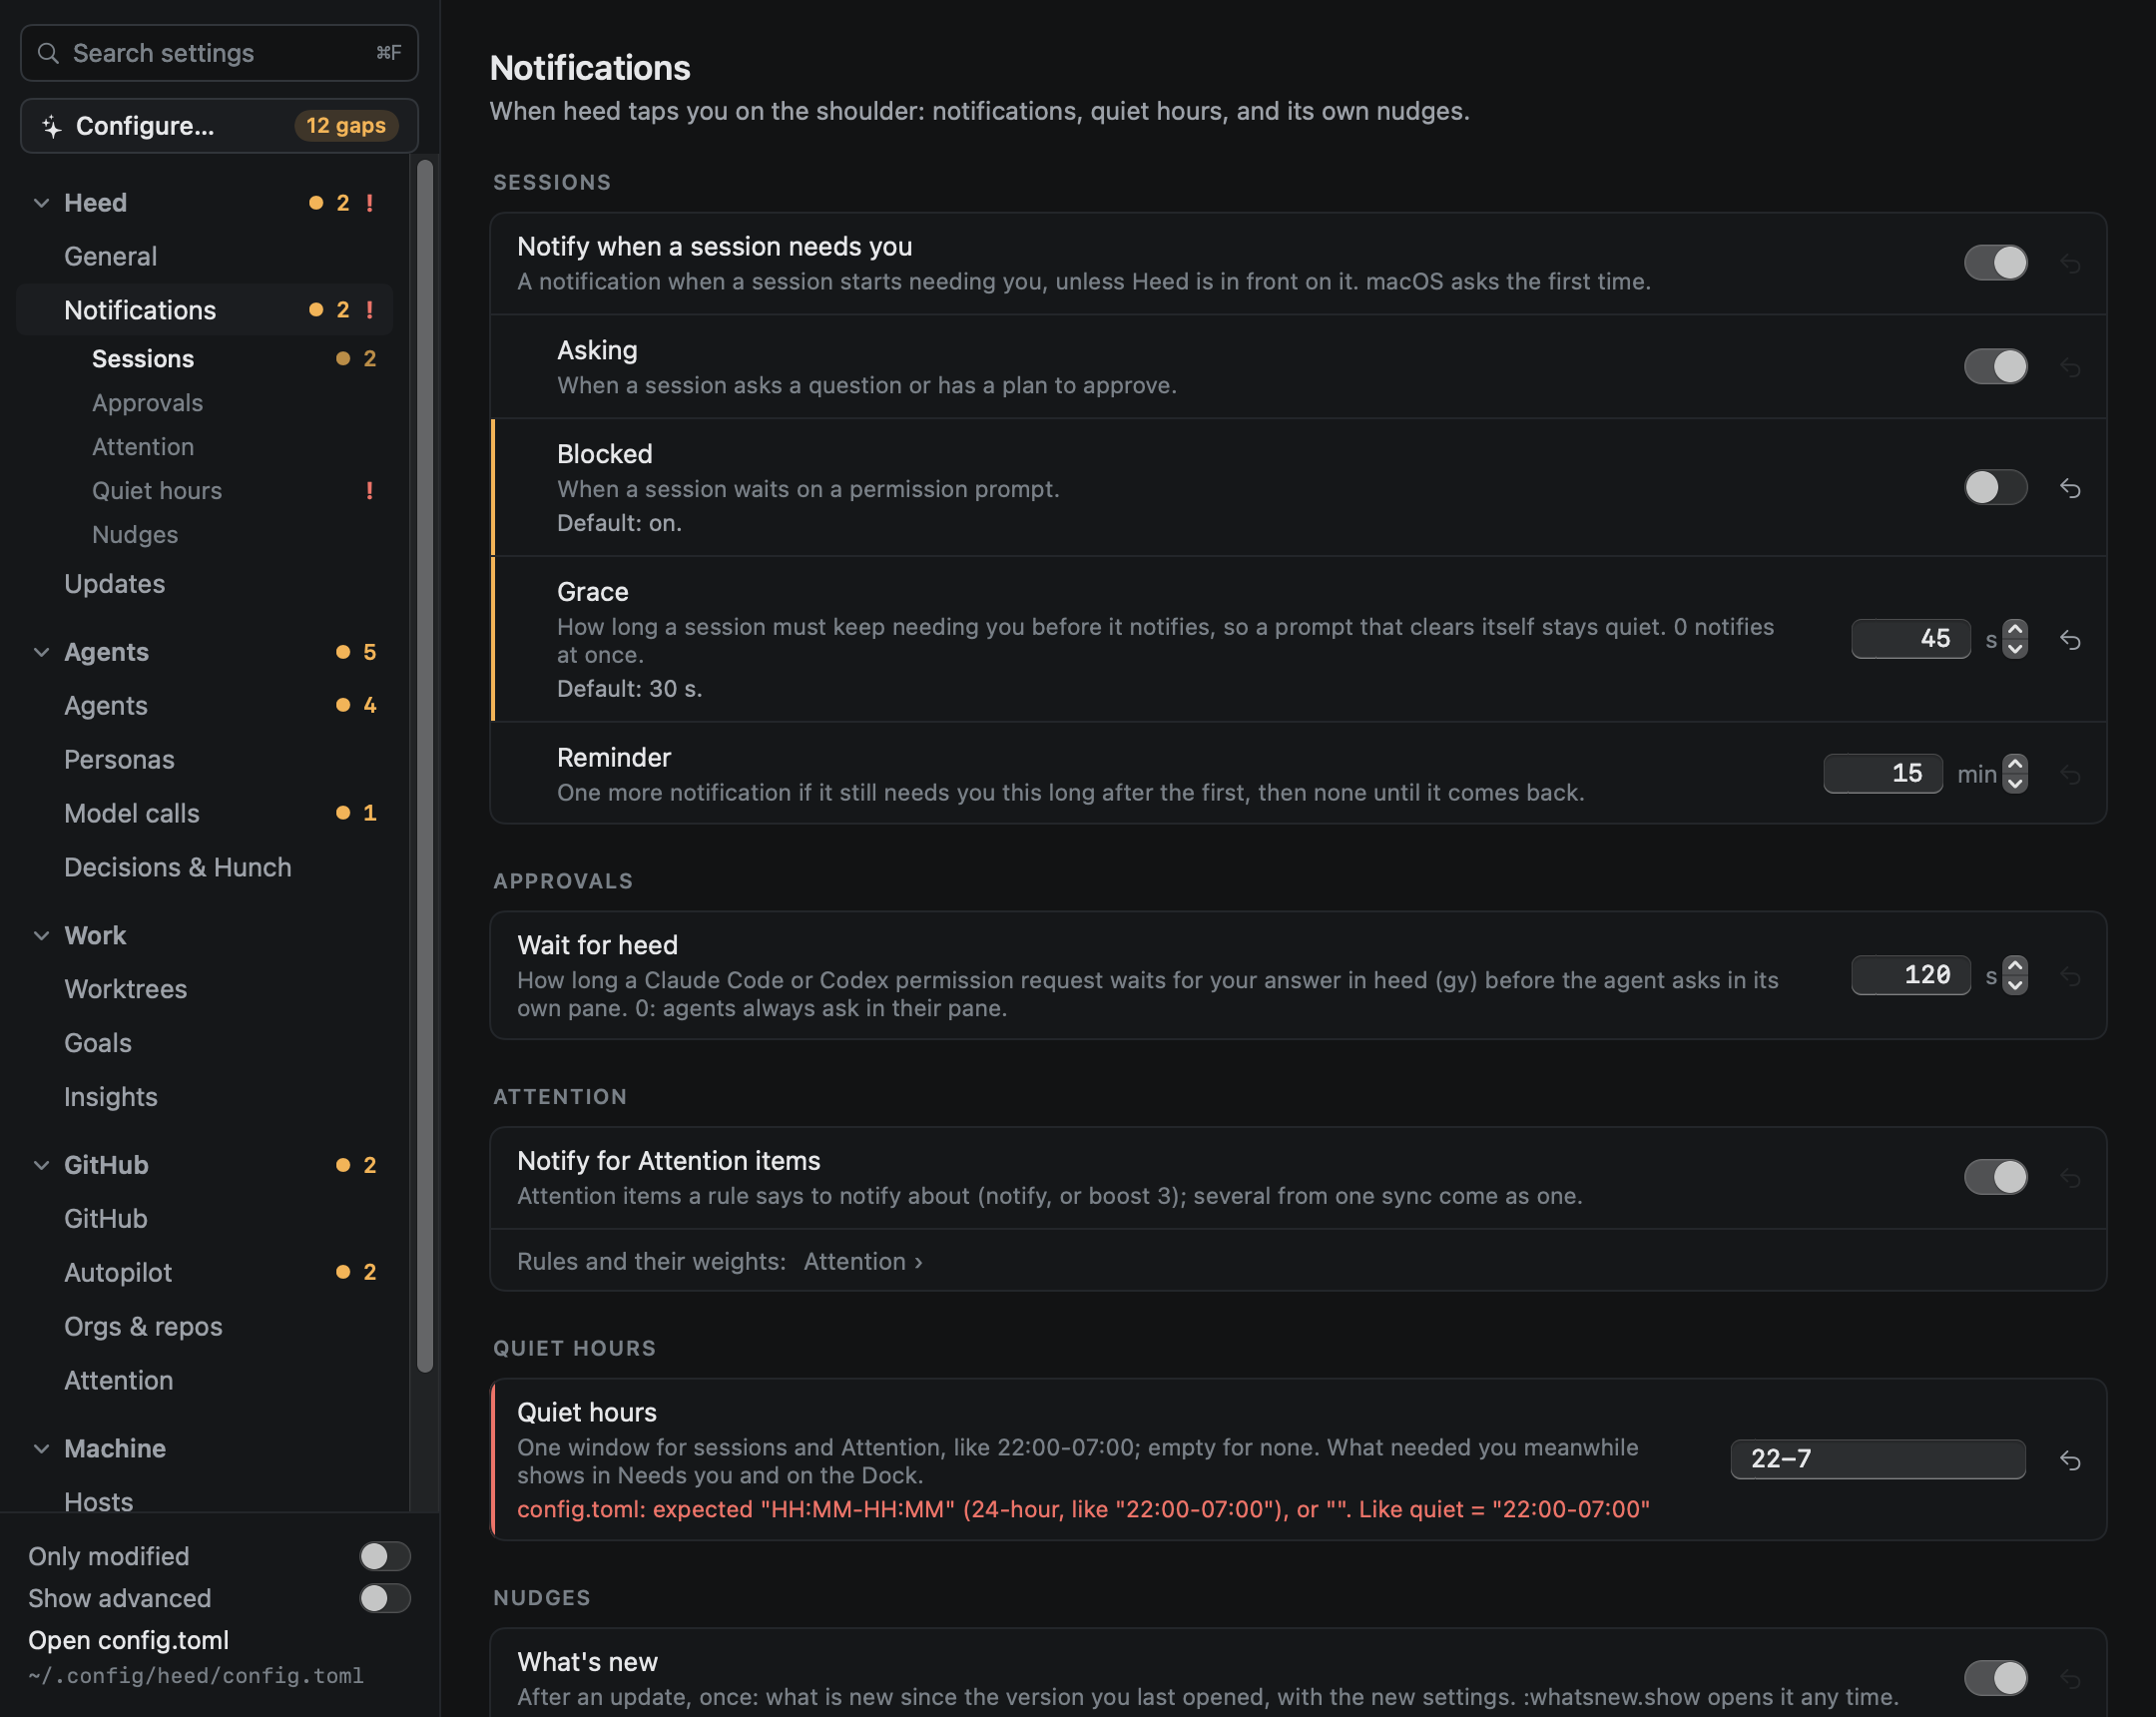 Search settings ⌘F
Configure... 12 gaps
Heed 2 !
General
Notifications 2 !
Sessions 2
Approvals
Attention
Quiet hours !
Nudges
Updates
Agents 5
Agents 4
Personas
Model calls 1
Decisions & Hunch
Work
Worktrees
Goals
Insights
GitHub 2
GitHub
Autopilot 2
Orgs & repos
Attention
Machine
Hosts
Only modified
Show advanced
Open config.toml
~/.config/heed/config.toml
Notifications
When heed taps you on the shoulder: notifications, quiet hours, and its own nudges.
SESSIONS
Notify when a session needs you
A notification when a session starts needing you, unless Heed is in front on it. macOS asks the first time.
Asking
When a session asks a question or has a plan to approve.
Blocked
When a session waits on a permission prompt.
Default: on.
Grace
How long a session must keep needing you before it notifies, so a prompt that clears itself stays quiet. 0 notifies
at once.
Default: 30 s.
45 s
Reminder
One more notification if it still needs you this long after the first, then none until it comes back.
15 min
APPROVALS
Wait for heed
How long a Claude Code or Codex permission request waits for your answer in heed (gy) before the agent asks in its
own pane. 0: agents always ask in their pane.
120 s
ATTENTION
Notify for Attention items
Attention items a rule says to notify about (notify, or boost 3); several from one sync come as one.
Rules and their weights: Attention ›
QUIET HOURS
Quiet hours
One window for sessions and Attention, like 22:00-07:00; empty for none. What needed you meanwhile
shows in Needs you and on the Dock.
config.toml: expected "HH:MM-HH:MM" (24-hour, like "22:00-07:00"), or "". Like quiet = "22:00-07:00"
22–7
NUDGES
What's new
After an update, once: what is new since the version you last opened, with the new settings. :whatsnew.show opens it any time.